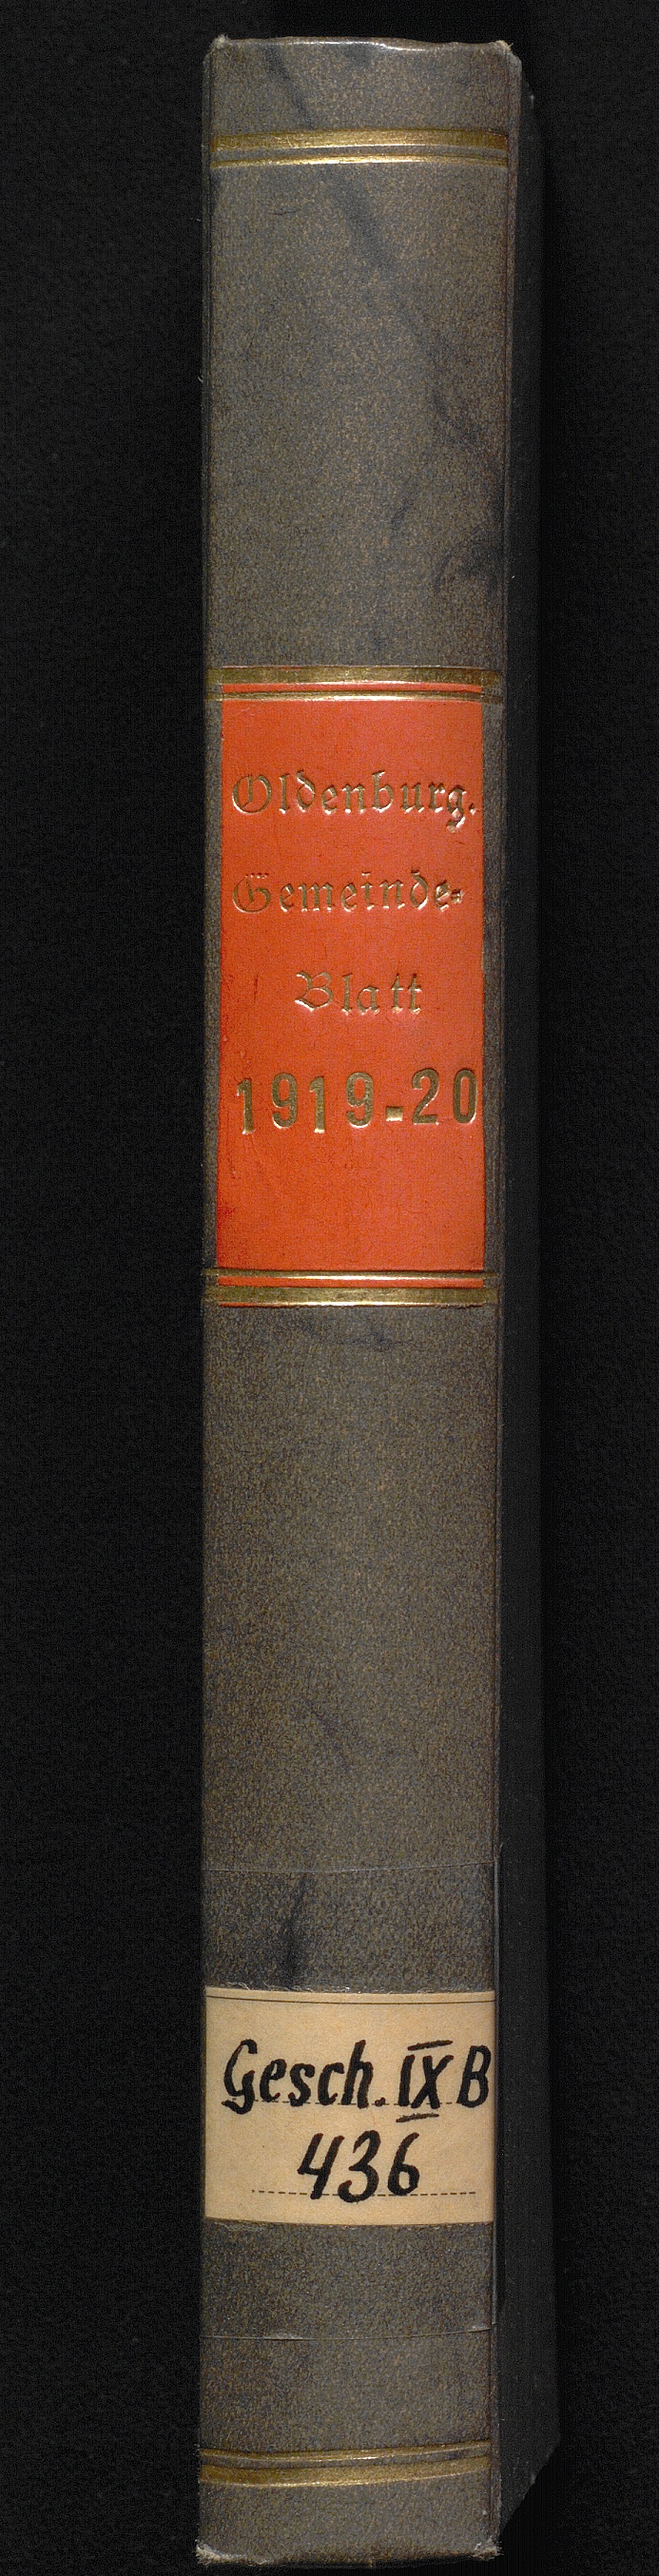 Oldenburg.
Gemeinde-
Blatt
1919-20
Gesch. IX B
436